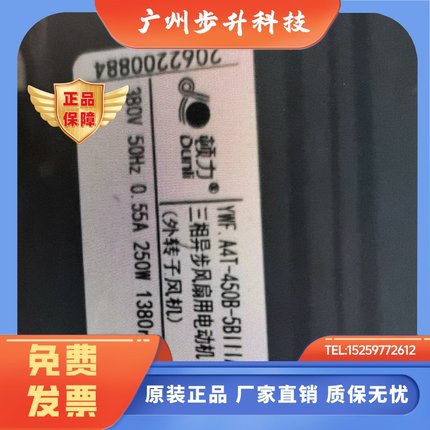 广州步升科技
正品
保障
2062200884
顿力®
Dunli
YWF.A4T-450B-5BIII
三相异步风扇用电动机
(外转子风机)
380V 50Hz 0.55A 250W 1380
TEL:15259772612
免费
发票
原装正品 厂家直销 质保无忧